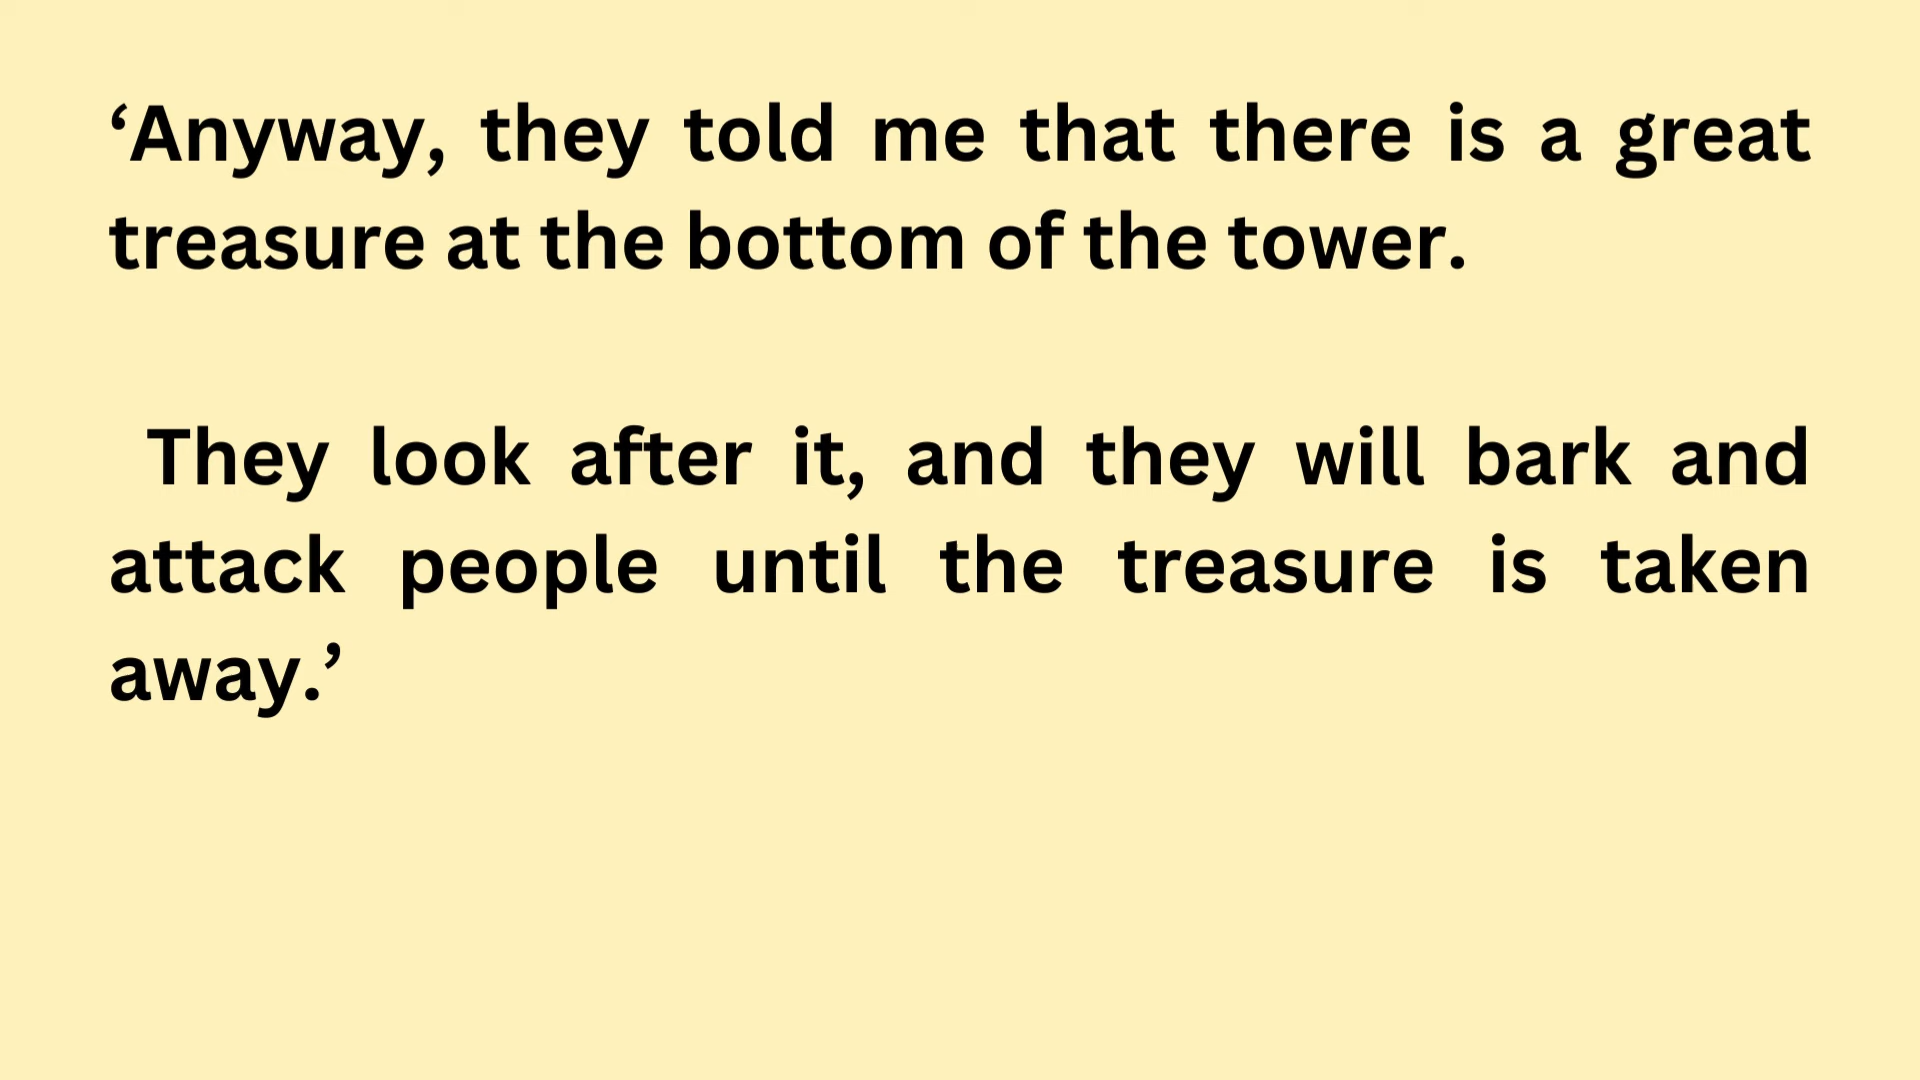 ‘Anyway, they told me that there is a great
treasure at the bottom of the tower.
They look after it, and they will bark and
attack people until the treasure is taken
away.’